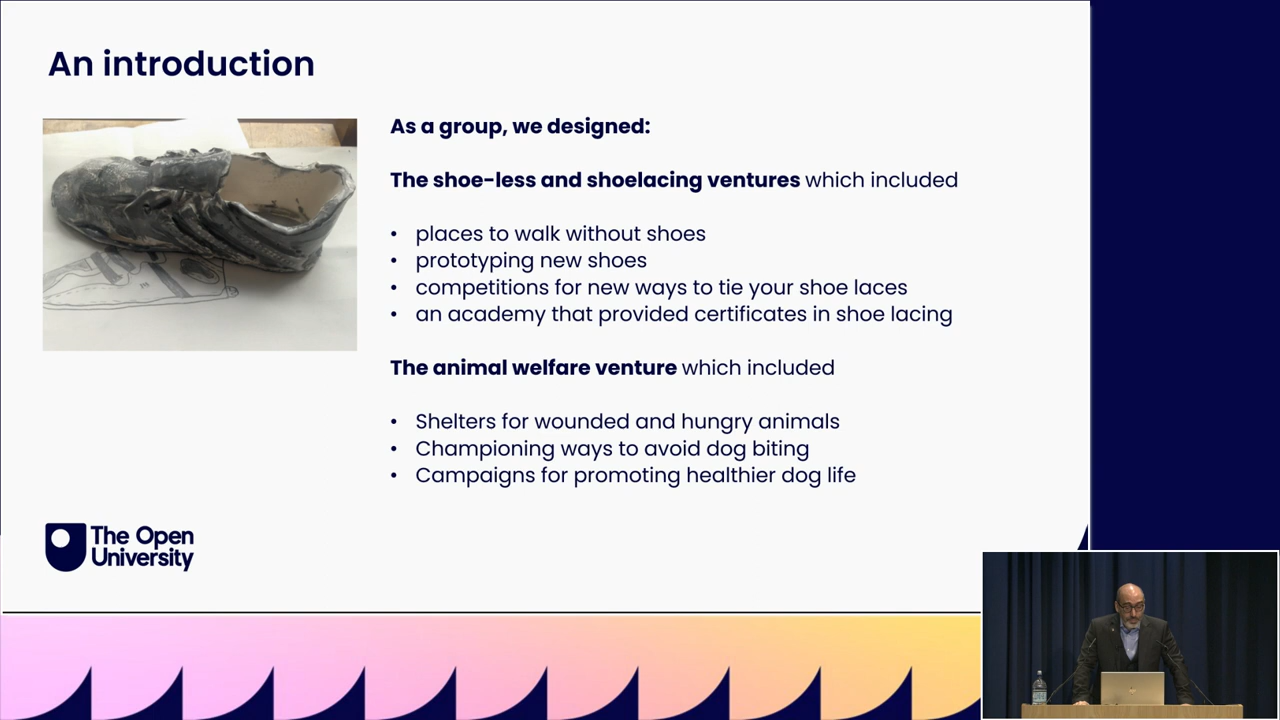 An introduction
As a group, we designed:
The shoe-less and shoelacing ventures which included
• places to walk without shoes
• prototyping new shoes
• competitions for new ways to tie your shoe laces
• an academy that provided certificates in shoe lacing
The animal welfare venture which included
• Shelters for wounded and hungry animals
• Championing ways to avoid dog biting
• Campaigns for promoting healthier dog life
The Open
University